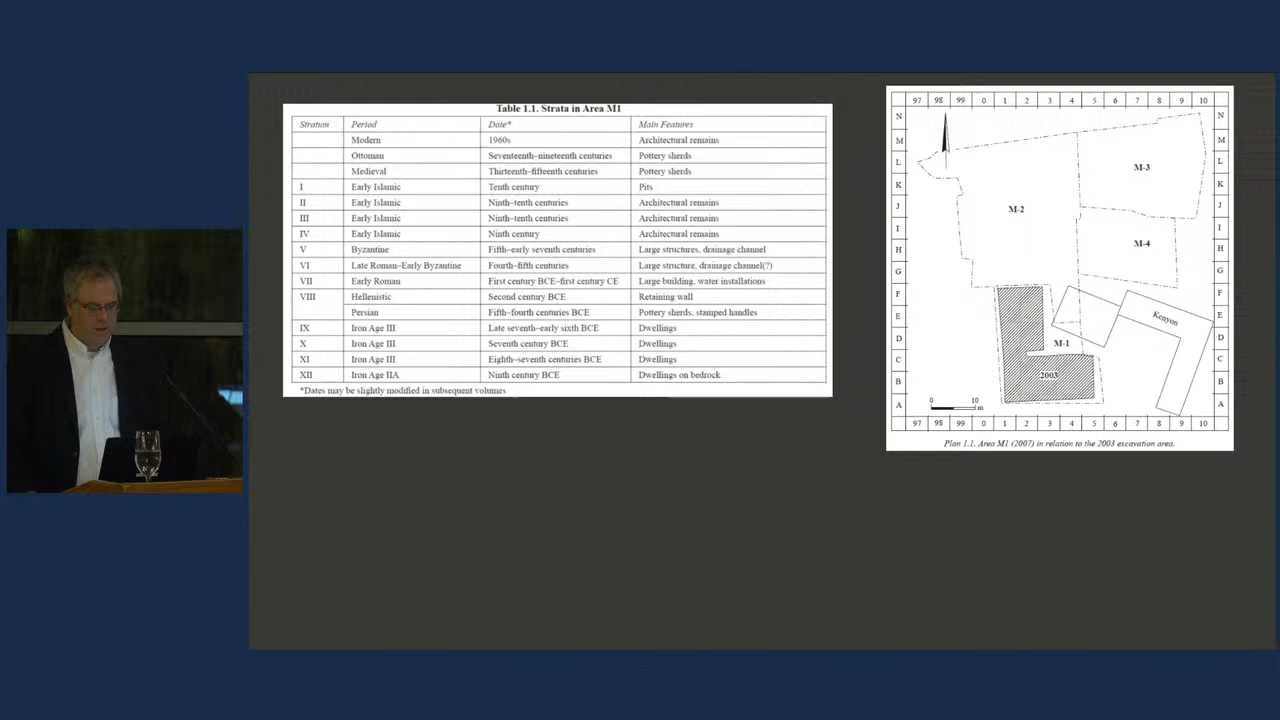 Table 1.1. Strata in Area M1
Stratum Period Date* Main Features
Modern 1960s Architectural remains
Ottoman Seventeenth–nineteenth centuries Pottery sherds
Medieval Thirteenth–fifteenth centuries Pottery sherds
I Early Islamic Tenth century Pits
II Early Islamic Ninth–tenth centuries Architectural remains
III Early Islamic Ninth–tenth centuries Architectural remains
IV Early Islamic Ninth century Architectural remains
V Byzantine Fifth–early seventh centuries Large structures, drainage channel
VI Late Roman–Early Byzantine Fourth–fifth centuries Large structure, drainage channel(?)
VII Early Roman First century BCE–first century CE Large building, water installations
VIII Hellenistic Second century BCE Retaining wall
Persian Fifth–fourth centuries BCE Pottery sherds, stamped handles
IX Iron Age III Late seventh–early sixth BCE Dwellings
X Iron Age III Seventh century BCE Dwellings
XI Iron Age III Eighth–seventh centuries BCE Dwellings
XII Iron Age IIA Ninth century BCE Dwellings on bedrock
*Dates may be slightly modified in subsequent volumes
97 98 99 0 1 2 3 4 5 6 7 8 9 10
N N
M M
M-3
L L
K K
J M-2 J
I I
M-4
H H
G G
F F
E Kenyon E
D M-1 D
C C
2003
B B
0 10
m
A A
97 98 99 0 1 2 3 4 5 6 7 8 9 10
Plan 1.1. Area M1 (2007) in relation to the 2003 excavation area.